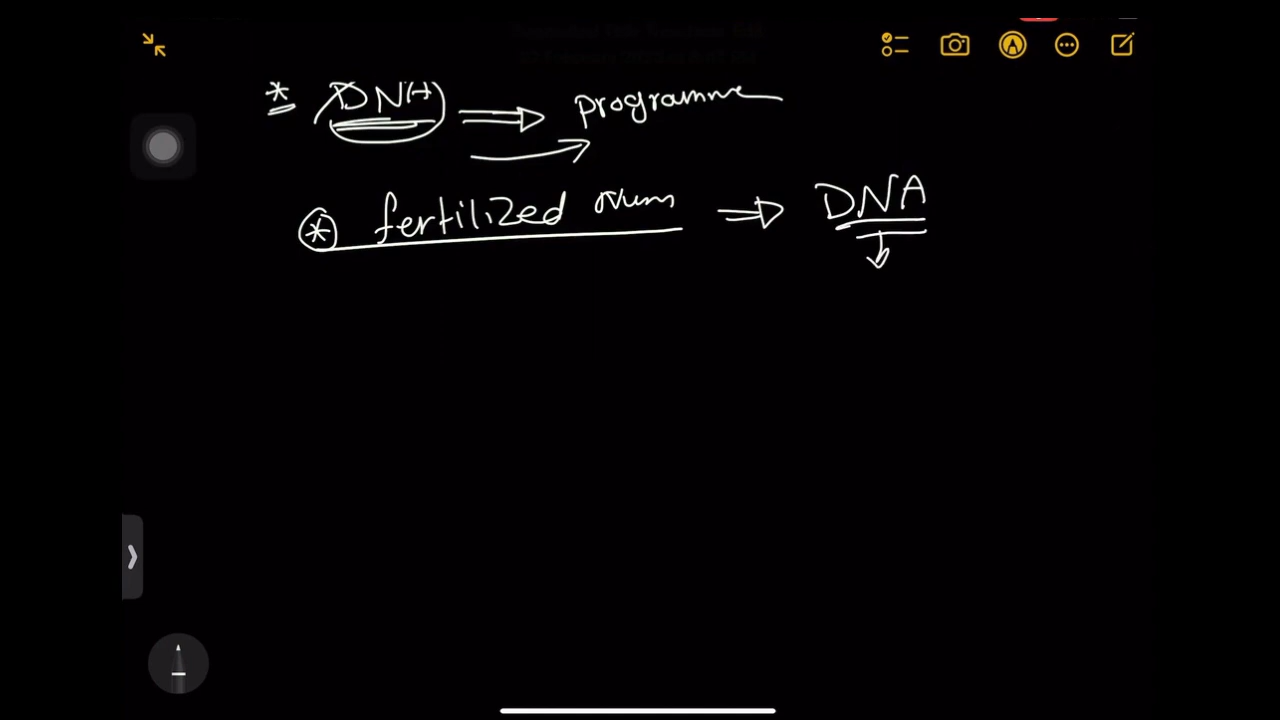 * DNA ⇒ programme
* fertilized ovum ⇒ DNA